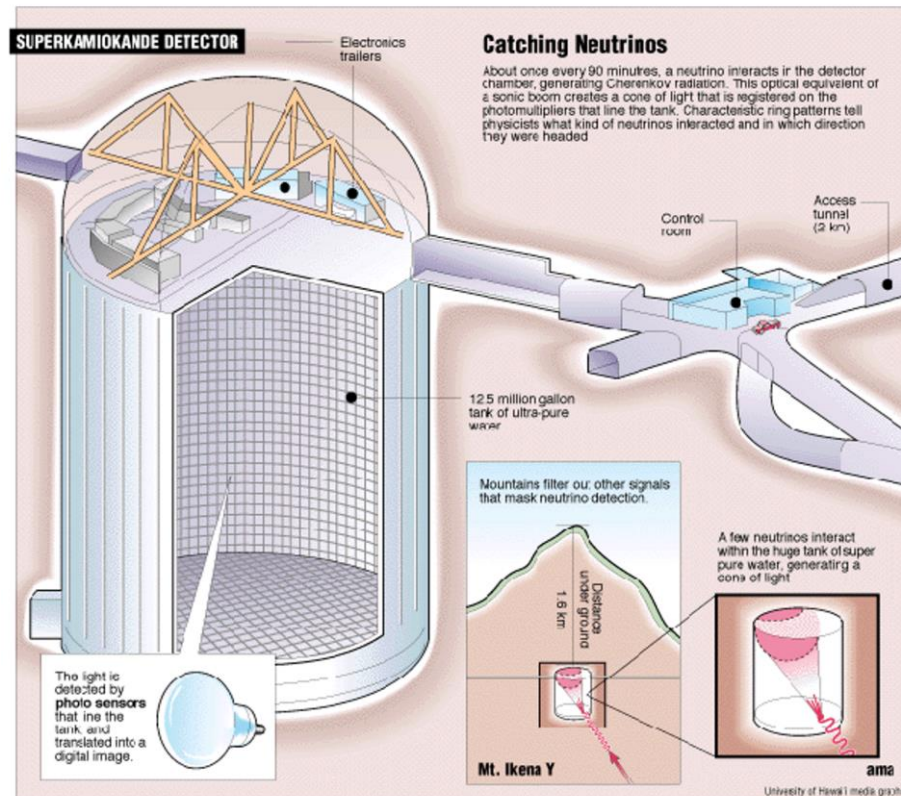 SUPERKAMIOKANDE DETECTOR
Electronics
trailers
Catching Neutrinos
About once every 90 minutres, a neutrino interacts in the detector
chamber, generating Cherenkov radiation. This optical equivalent of
a sonic boom creates a cone of light that is registered on the
photomultipliers that line the tank. Characteristic ring patterns tell
physicists what kind of neutrinos interacted and in which direction
they were headed
Control
room
Access
tunnel
(2 km)
12.5 million gallon
tank of ultra-pure
water
Mountains filter out other signals
that mask neutrino detection.
Distance
under ground
1.6 km
A few neutrinos interact
within the huge tank of super
pure water, generating a
cone of light
The light is
detected by
photo sensors
that line the
tank, and
translated into a
digital image.
Mt. Ikena Y
ama
University of Hawai'i media graph